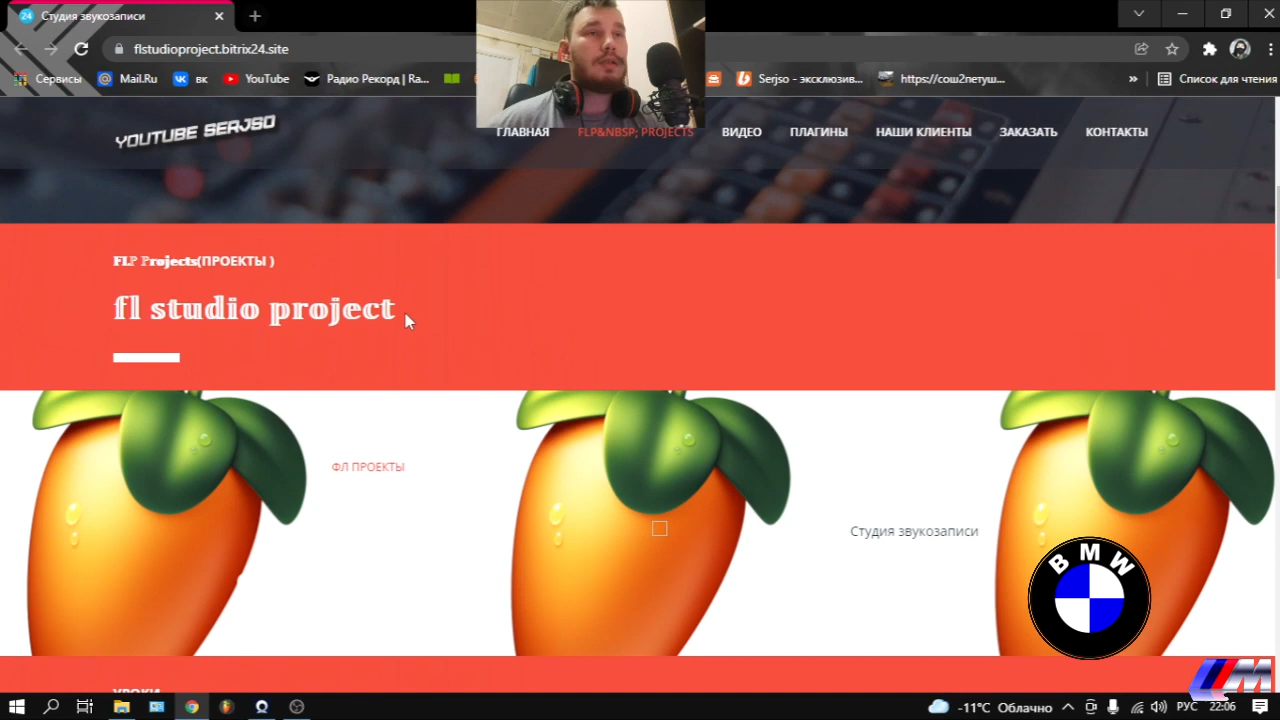 Студия звукозаписи
flstudioproject.bitrix24.site
Сервисы
Mail.Ru
вк
YouTube
Радио Рекорд | Ra...
Serjso - эксклюзив...
https://сош2петуш...
»
Список для чтения
YOUTUBE SERJSO
ГЛАВНАЯ
FLP&NBSP; PROJECTS
ВИДЕО
ПЛАГИНЫ
НАШИ КЛИЕНТЫ
ЗАКАЗАТЬ
КОНТАКТЫ
FLP Projects(ПРОЕКТЫ )
fl studio project
ФЛ ПРОЕКТЫ
Студия звукозаписи
BMW
M
УРОКИ
-11°C Облачно
РУС
22:06